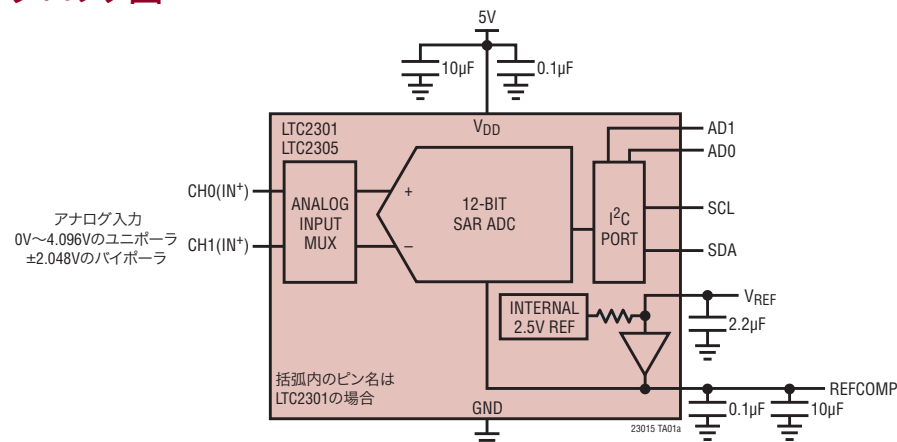 5V
10µF
0.1µF
LTC2301
LTC2305
VDD
AD1
AD0
CH0(IN+)
ANALOG
INPUT
MUX
+
12-BIT
SAR ADC
I2C
PORT
SCL
アナログ入力
0V～4.096Vのユニポーラ
±2.048Vのバイポーラ
CH1(IN+)
–
SDA
INTERNAL
2.5V REF
VREF
2.2µF
括弧内のピン名は
LTC2301の場合
REFCOMP
GND
0.1µF
10µF
23015 TA01a